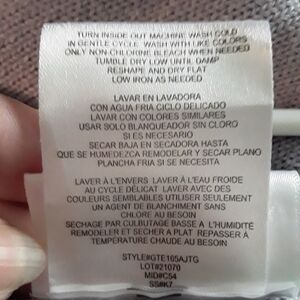 TURN INSIDE OUT MACHINE WASH COLD
IN GENTLE CYCLE WASH WITH LIKE COLORS
ONLY NON-CHLORINE BLEACH WHEN NEEDED
TUMBLE DRY LOW UNTIL DAMP
RESHAPE AND DRY FLAT
LOW IRON AS NEEDED
LAVAR EN LAVADORA
CON AGUA FRIA CICLO DELICADO
LAVAR CON COLORES SIMILARES
USAR SOLO BLANQUEADOR SIN CLORO
SI ES NECESARIO
SECAR BAJA EN SECADORA HASTA
QUE SE HUMEDEZCA REMODELAR Y SECAR PLANO
PLANCHA FRIA SI SE NECESITA
LAVER À L'ENVERS LAVER À L'EAU FROIDE
AU CYCLE DÉLICAT LAVER AVEC DES
COULEURS SEMBLABLES UTILISER SEULEMENT
UN AGENT DE BLANCHIMENT SANS
CHLORE AU BESOIN
SECHAGE PAR CULBUTAGE BASSE À L'HUMIDITÉ
REMODELER ET SECHER A PLAT REPASSER À
TEMPERATURE CHAUDE AU BESOIN
STYLE#GTE165AJTG
LOT#21070
MID#C54
SS#K7